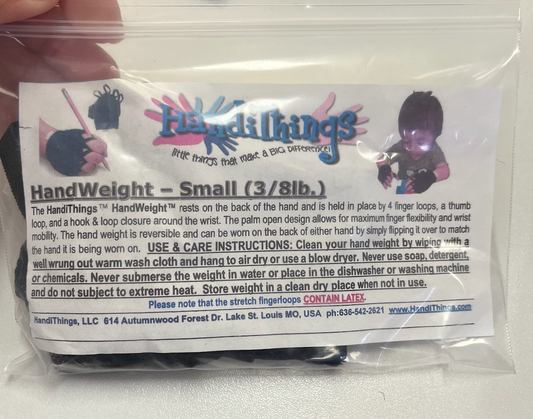 HandiThings
little things that make a BIG DIFFERENCE!
HandWeight – Small (3/8lb.)
The HandiThings™ HandWeight™ rests on the back of the hand and is held in place by 4 finger loops, a thumb
loop, and a hook & loop closure around the wrist. The palm open design allows for maximum finger flexibility and wrist
mobility. The hand weight is reversible and can be worn on the back of either hand by simply flipping it over to match
the hand it is being worn on. USE & CARE INSTRUCTIONS: Clean your hand weight by wiping with a
well wrung out warm wash cloth and hang to air dry or use a blow dryer. Never use soap, detergent,
or chemicals. Never submerse the weight in water or place in the dishwasher or washing machine
and do not subject to extreme heat. Store weight in a clean dry place when not in use.
Please note that the stretch fingerloops CONTAIN LATEX.
HandiThings, LLC 614 Autumnwood Forest Dr. Lake St. Louis MO, USA ph:636-542-2621 www.HandiThings.com